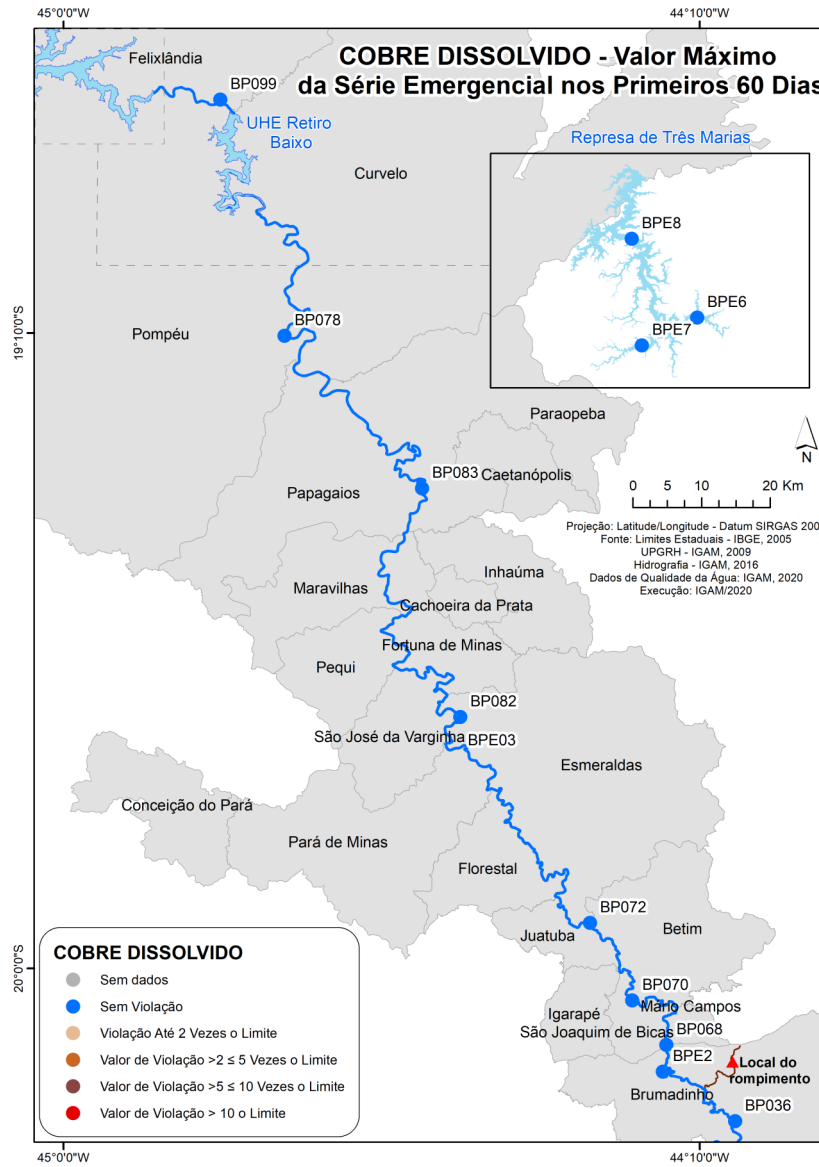 45°0'0"W
44°10'0"W
COBRE DISSOLVIDO - Valor Máximo
da Série Emergencial nos Primeiros 60 Dias
Felixlândia
BP099
UHE Retiro
Baixo
Represa de Três Marias
Curvelo
BPE8
BPE6
BPE7
19°10'0"S
Pompéu
BP078
Paraopeba
N
BP083
Caetanópolis
Papagaios
0 5 10 20 Km
Projeção: Latitude/Longitude - Datum SIRGAS 200
Fonte: Limites Estaduais - IBGE, 2005
UPGRH - IGAM, 2009
Hidrografia - IGAM, 2016
Dados de Qualidade da Água: IGAM, 2020
Execução: IGAM/2020
Inhaúma
Maravilhas
Cachoeira da Prata
Fortuna de Minas
Pequi
BP082
São José da Varginha
BPE03
Esmeraldas
Conceição do Pará
Pará de Minas
Florestal
BP072
Juatuba
Betim
20°0'0"S
BP070
Mário Campos
Igarapé
São Joaquim de Bicas
BP068
BPE2
Local do
rompimento
Brumadinho
BP036
COBRE DISSOLVIDO
Sem dados
Sem Violação
Violação Até 2 Vezes o Limite
Valor de Violação >2 ≤ 5 Vezes o Limite
Valor de Violação >5 ≤ 10 Vezes o Limite
Valor de Violação > 10 o Limite
45°0'0"W
44°10'0"W